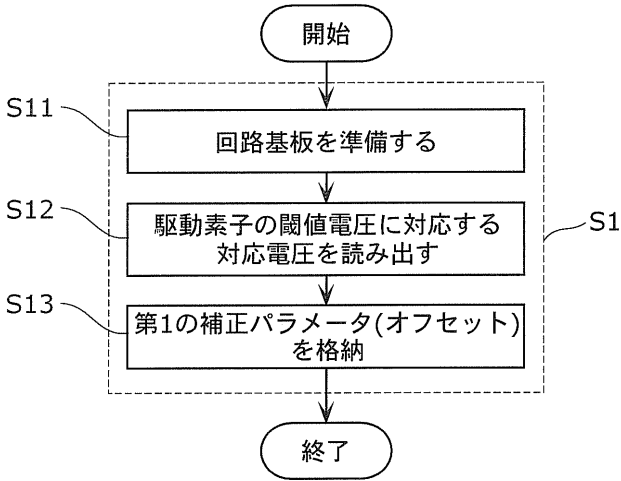 開始
S11
回路基板を準備する
S12
駆動素子の閾値電圧に対応する
対応電圧を読み出す
S1
S13
第1の補正パラメータ(オフセット)
を格納
終了